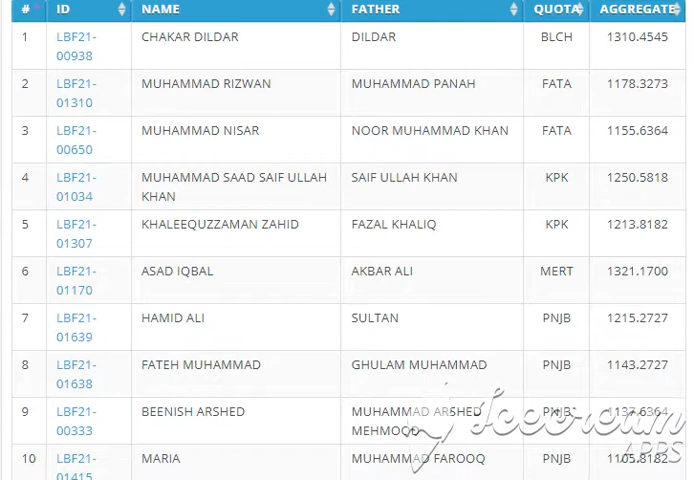 # ID NAME FATHER QUOTA AGGREGATE
1 LBF21- CHAKAR DILDAR DILDAR BLCH 1310.4545
00938
2 LBF21- MUHAMMAD RIZWAN MUHAMMAD PANAH FATA 1178.3273
01310
3 LBF21- MUHAMMAD NISAR NOOR MUHAMMAD KHAN FATA 1155.6364
00650
4 LBF21- MUHAMMAD SAAD SAIF ULLAH SAIF ULLAH KHAN KPK 1250.5818
01034 KHAN
5 LBF21- KHALEEQUZZAMAN ZAHID FAZAL KHALIQ KPK 1213.8182
01307
6 LBF21- ASAD IQBAL AKBAR ALI MERT 1321.1700
01170
7 LBF21- HAMID ALI SULTAN PNJB 1215.2727
01639
8 LBF21- FATEH MUHAMMAD GHULAM MUHAMMAD PNJB 1143.2727
01638
9 LBF21- BEENISH ARSHED MUHAMMAD ARSHED PNJB 1137.6364
00333 MEHMOOD
10 LBF21- MARIA MUHAMMAD FAROOQ PNJB 1105.8182
01415
Icecream
APPS